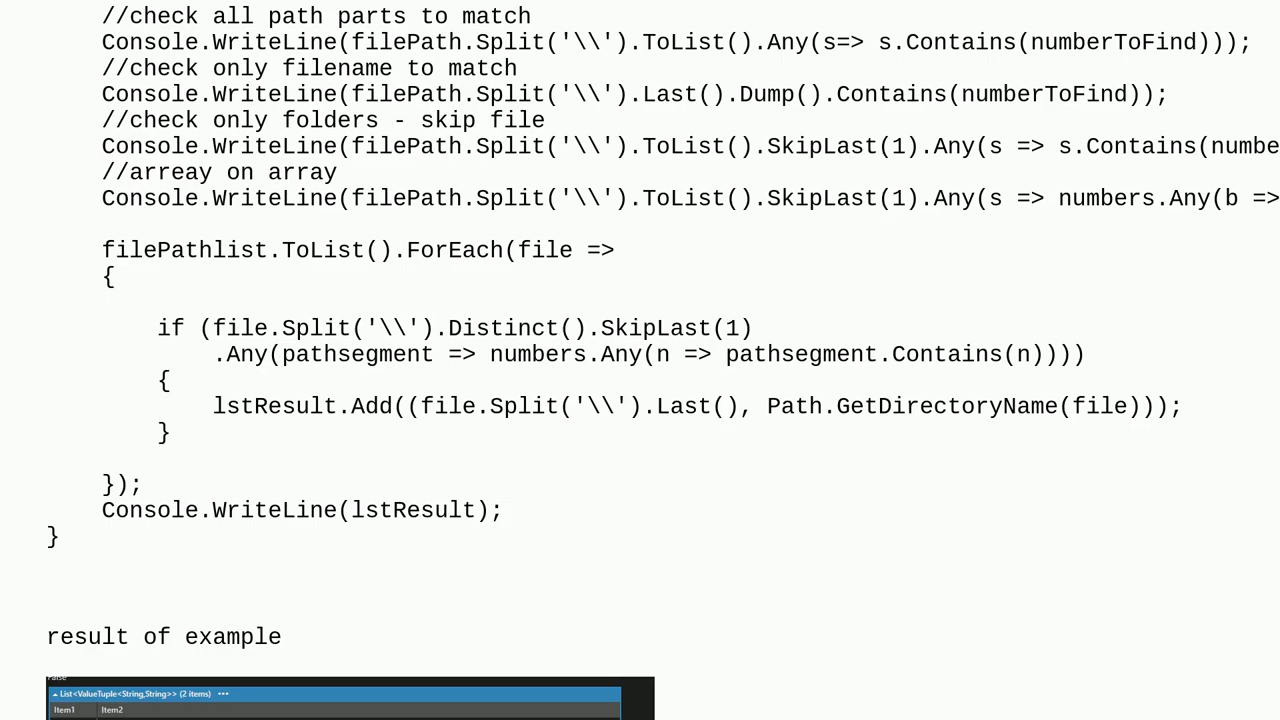 //check all path parts to match
Console.WriteLine(filePath.Split('\\').ToList().Any(s=> s.Contains(numberToFind)));
//check only filename to match
Console.WriteLine(filePath.Split('\\').Last().Dump().Contains(numberToFind));
//check only folders - skip file
Console.WriteLine(filePath.Split('\\').ToList().SkipLast(1).Any(s => s.Contains(numbe
//arreay on array
Console.WriteLine(filePath.Split('\\').ToList().SkipLast(1).Any(s => numbers.Any(b =>
filePathlist.ToList().ForEach(file =>
{
if (file.Split('\\').Distinct().SkipLast(1)
.Any(pathsegment => numbers.Any(n => pathsegment.Contains(n))))
{
lstResult.Add((file.Split('\\').Last(), Path.GetDirectoryName(file)));
}
});
Console.WriteLine(lstResult);
}
result of example
False
List<ValueTuple<String,String>> (2 items) •••
Item1 Item2